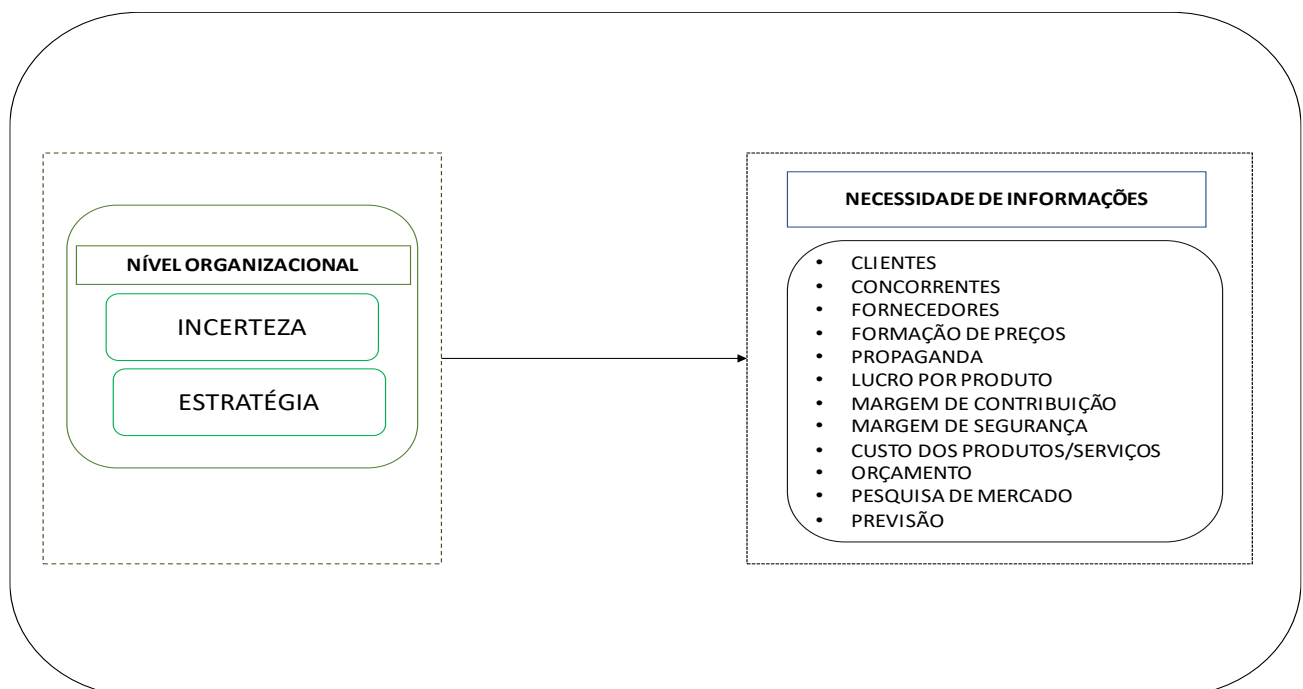 NÍVEL ORGANIZACIONAL
INCERTEZA
ESTRATÉGIA
NECESSIDADE DE INFORMAÇÕES
• CLIENTES
• CONCORRENTES
• FORNECEDORES
• FORMAÇÃO DE PREÇOS
• PROPAGANDA
• LUCRO POR PRODUTO
• MARGEM DE CONTRIBUIÇÃO
• MARGEM DE SEGURANÇA
• CUSTO DOS PRODUTOS/SERVIÇOS
• ORÇAMENTO
• PESQUISA DE MERCADO
• PREVISÃO